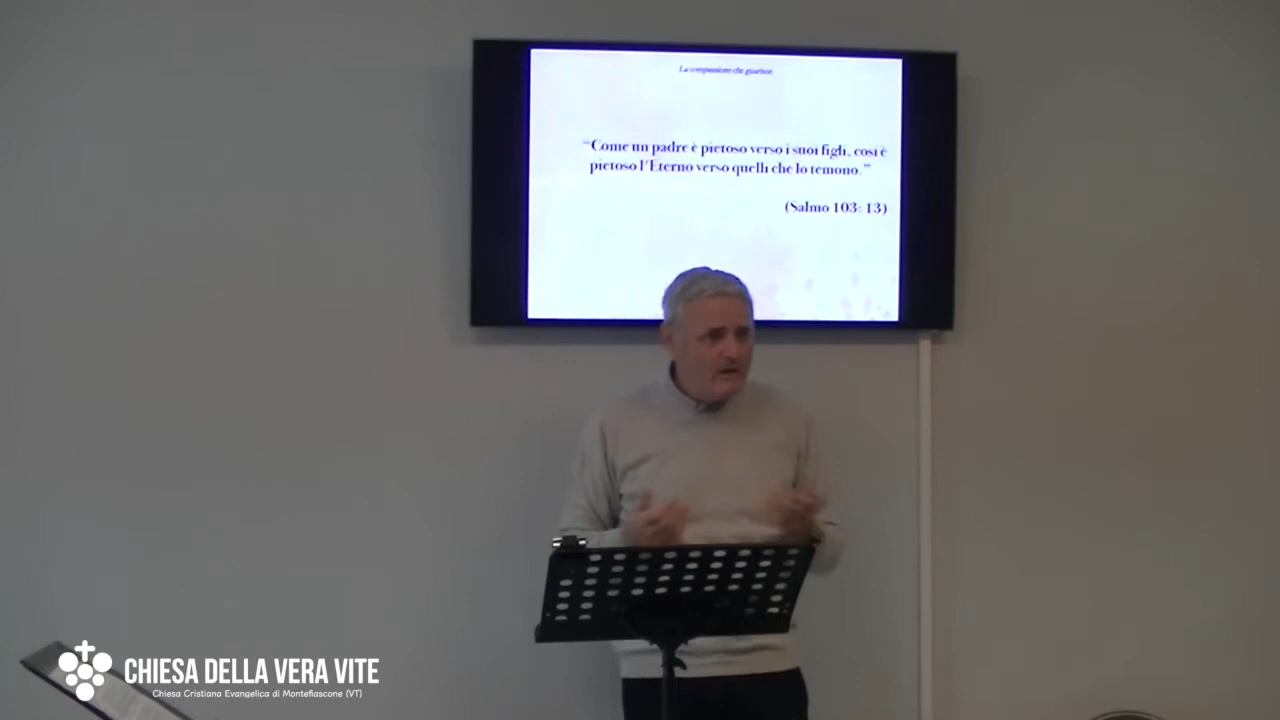 La compassione che guarisce
“Come un padre è pietoso verso i suoi figli, così è
pietoso l'Eterno verso quelli che lo temono.”
(Salmo 103: 13)
CHIESA DELLA VERA VITE
Chiesa Cristiana Evangelica di Montefiascone (VT)